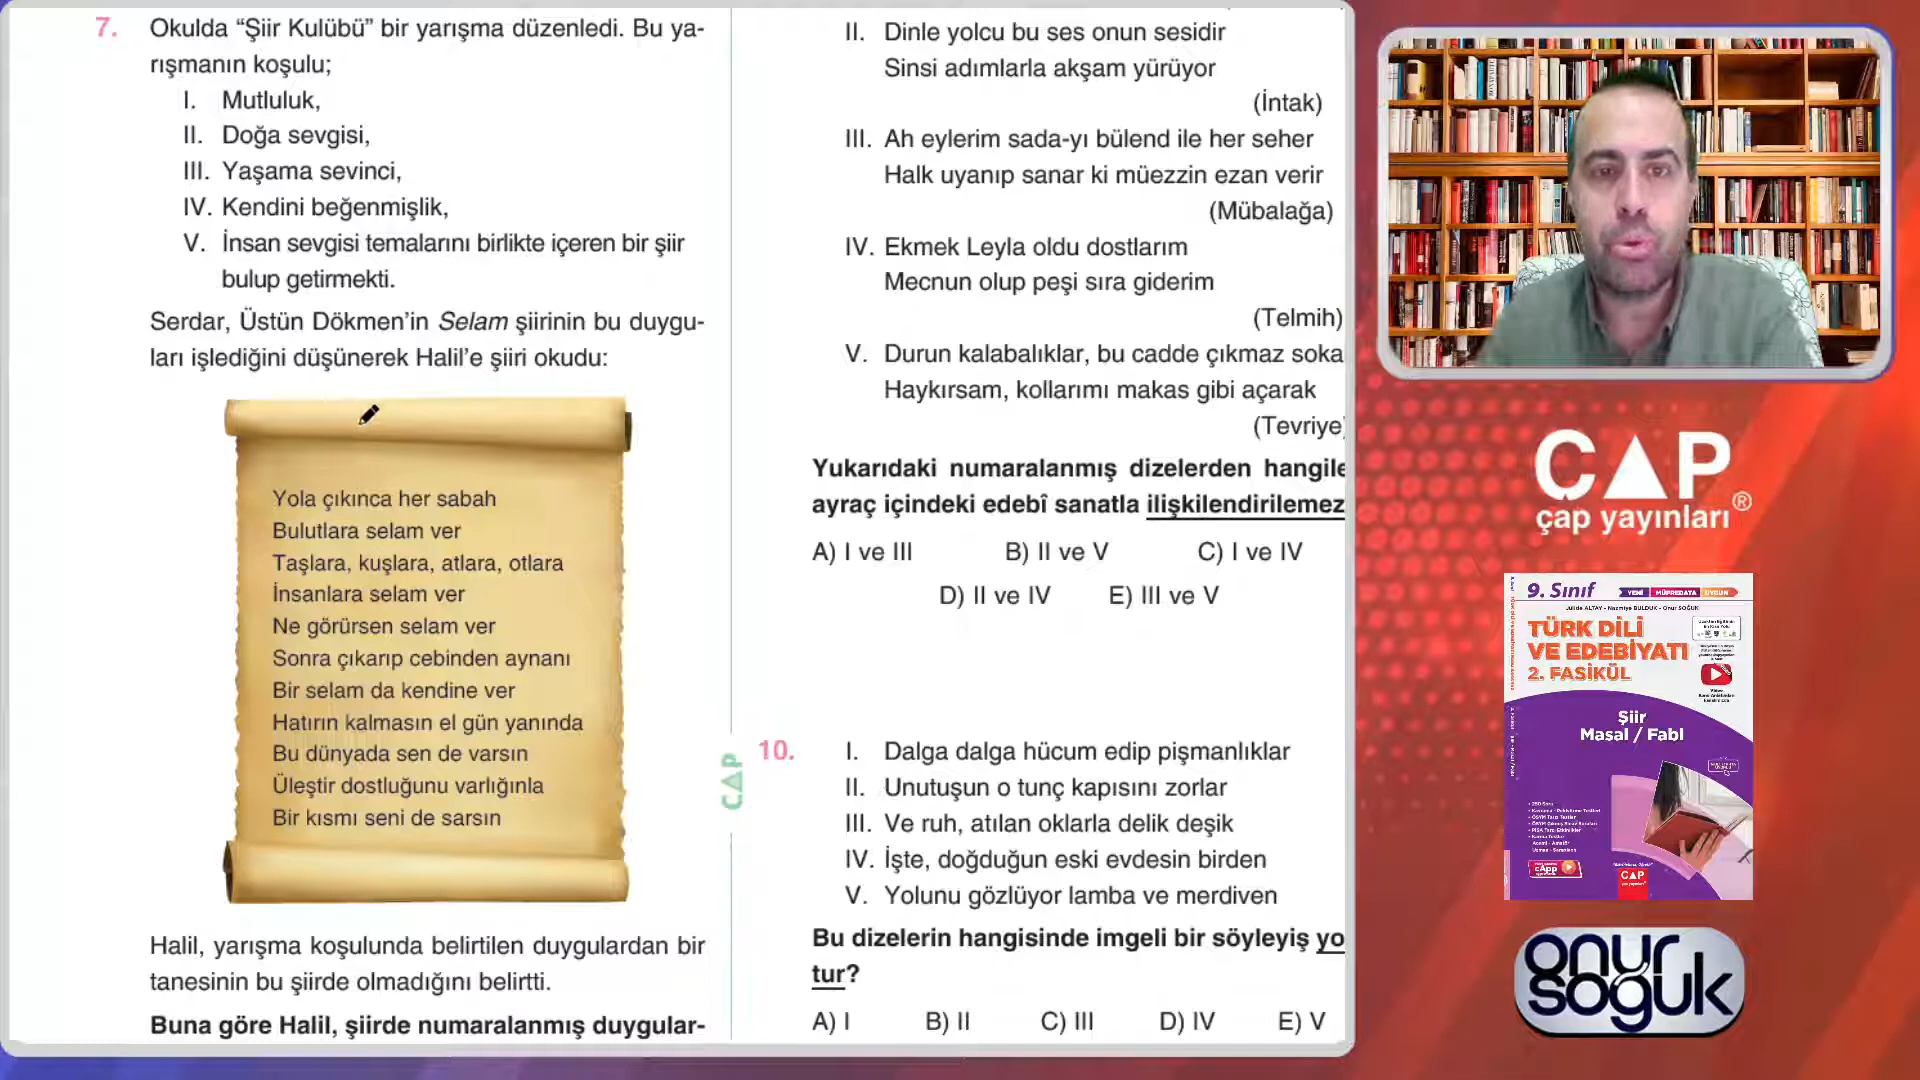 7. Okulda “Şiir Kulübü” bir yarışma düzenledi. Bu ya-
rışmanın koşulu;
I. Mutluluk,
II. Doğa sevgisi,
III. Yaşama sevinci,
IV. Kendini beğenmişlik,
V. İnsan sevgisi temalarını birlikte içeren bir şiir
bulup getirmekti.
Serdar, Üstün Dökmen’in Selam şiirinin bu duygu-
ları işlediğini düşünerek Halil’e şiiri okudu:
Yola çıkınca her sabah
Bulutlara selam ver
Taşlara, kuşlara, atlara, otlara
İnsanlara selam ver
Ne görürsen selam ver
Sonra çıkarıp cebinden aynanı
Bir selam da kendine ver
Hatırın kalmasın el gün yanında
Bu dünyada sen de varsın
Üleştir dostluğunu varlığınla
Bir kısmı seni de sarsın
Halil, yarışma koşulunda belirtilen duygulardan bir
tanesinin bu şiirde olmadığını belirtti.
Buna göre Halil, şiirde numaralanmış duygular-
CAP
II. Dinle yolcu bu ses onun sesidir
Sinsi adımlarla akşam yürüyor
(İntak)
III. Ah eylerim sada-yı bülend ile her seher
Halk uyanıp sanar ki müezzin ezan verir
(Mübalağa)
IV. Ekmek Leyla oldu dostlarım
Mecnun olup peşi sıra giderim
(Telmih)
V. Durun kalabalıklar, bu cadde çıkmaz soka
Haykırsam, kollarımı makas gibi açarak
(Tevriye)
Yukarıdaki numaralanmış dizelerden hangile
ayraç içindeki edebî sanatla ilişkilendirilemez
A) I ve III B) II ve V C) I ve IV
D) II ve IV E) III ve V
10. I. Dalga dalga hücum edip pişmanlıklar
II. Unutuşun o tunç kapısını zorlar
III. Ve ruh, atılan oklarla delik deşik
IV. İşte, doğduğun eski evdesin birden
V. Yolunu gözlüyor lamba ve merdiven
Bu dizelerin hangisinde imgeli bir söyleyiş yo
tur?
A) I B) II C) III D) IV E) V
CAP®
çap yayınları
9. Sınıf YENİ MÜFREDATA UYGUN
Jülide ALTAY - Nazmiye BULDUK - Onur SOĞUK
TÜRK DİLİ
VE EDEBİYATI
2. FASİKÜL
Şiir
Masal / Fabl
CAP
onur
soğuk